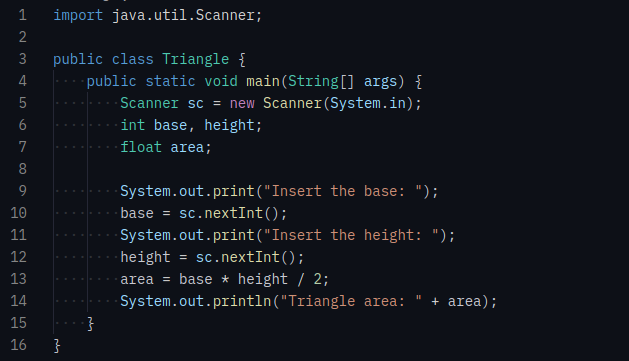 1 import java.util.Scanner;
2
3 public class Triangle {
4 public static void main(String[] args) {
5 Scanner sc = new Scanner(System.in);
6 int base, height;
7 float area;
8
9 System.out.print("Insert the base: ");
10 base = sc.nextInt();
11 System.out.print("Insert the height: ");
12 height = sc.nextInt();
13 area = base * height / 2;
14 System.out.println("Triangle area: " + area);
15 }
16 }